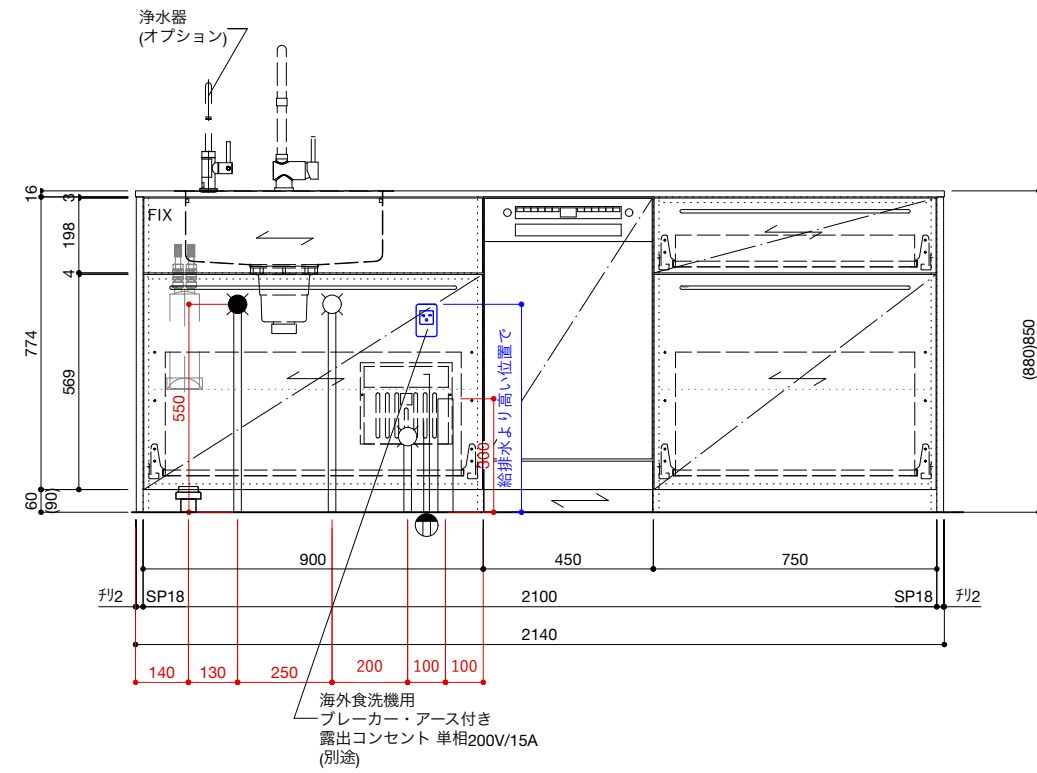 浄水器
(オプション)
FIX
16
3
198
4
774
569
60
(90)
(880)850
550
300
給排水より高い位置で
900
450
750
チリ2
SP18
2100
SP18
チリ2
2140
140
130
250
200
100
100
海外食洗機用
ブレーカー・アース付き
露出コンセント 単相200V/15A
(別途)